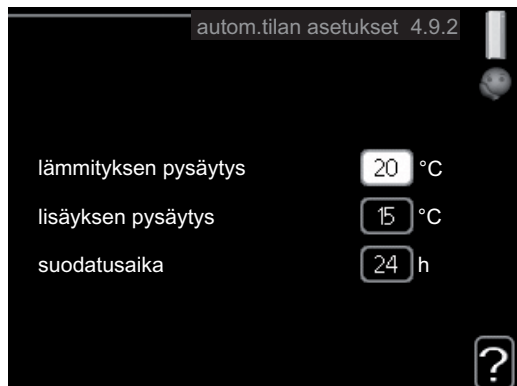 autom.tilan asetukset 4.9.2
lämmityksen pysäytys 20 °C
lisäyksen pysäytys 15 °C
suodatusaika 24 h
?